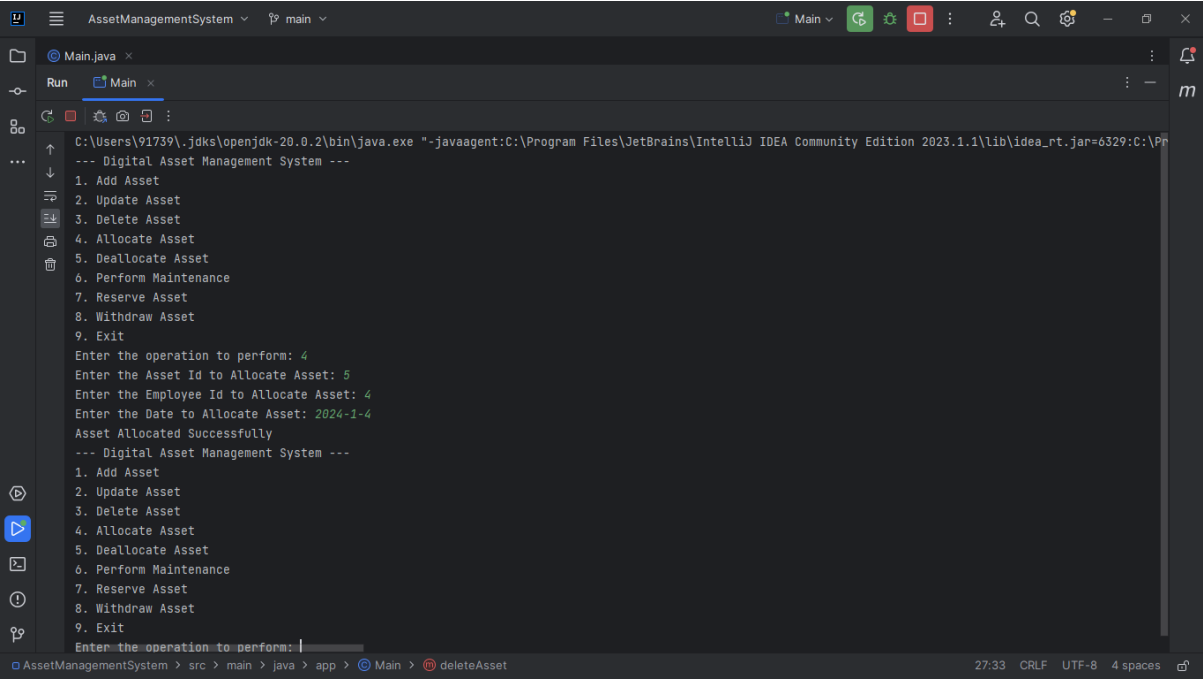 AssetManagementSystem main Main
Main.java
Run Main
C:\Users\91739\.jdks\openjdk-20.0.2\bin\java.exe "-javaagent:C:\Program Files\JetBrains\IntelliJ IDEA Community Edition 2023.1.1\lib\idea_rt.jar=6329:C:\Pr
--- Digital Asset Management System ---
1. Add Asset
2. Update Asset
3. Delete Asset
4. Allocate Asset
5. Deallocate Asset
6. Perform Maintenance
7. Reserve Asset
8. Withdraw Asset
9. Exit
Enter the operation to perform: 4
Enter the Asset Id to Allocate Asset: 5
Enter the Employee Id to Allocate Asset: 4
Enter the Date to Allocate Asset: 2024-1-4
Asset Allocated Successfully
--- Digital Asset Management System ---
1. Add Asset
2. Update Asset
3. Delete Asset
4. Allocate Asset
5. Deallocate Asset
6. Perform Maintenance
7. Reserve Asset
8. Withdraw Asset
9. Exit
Enter the operation to perform:
AssetManagementSystem > src > main > java > app > Main > deleteAsset 27:33 CRLF UTF-8 4 spaces